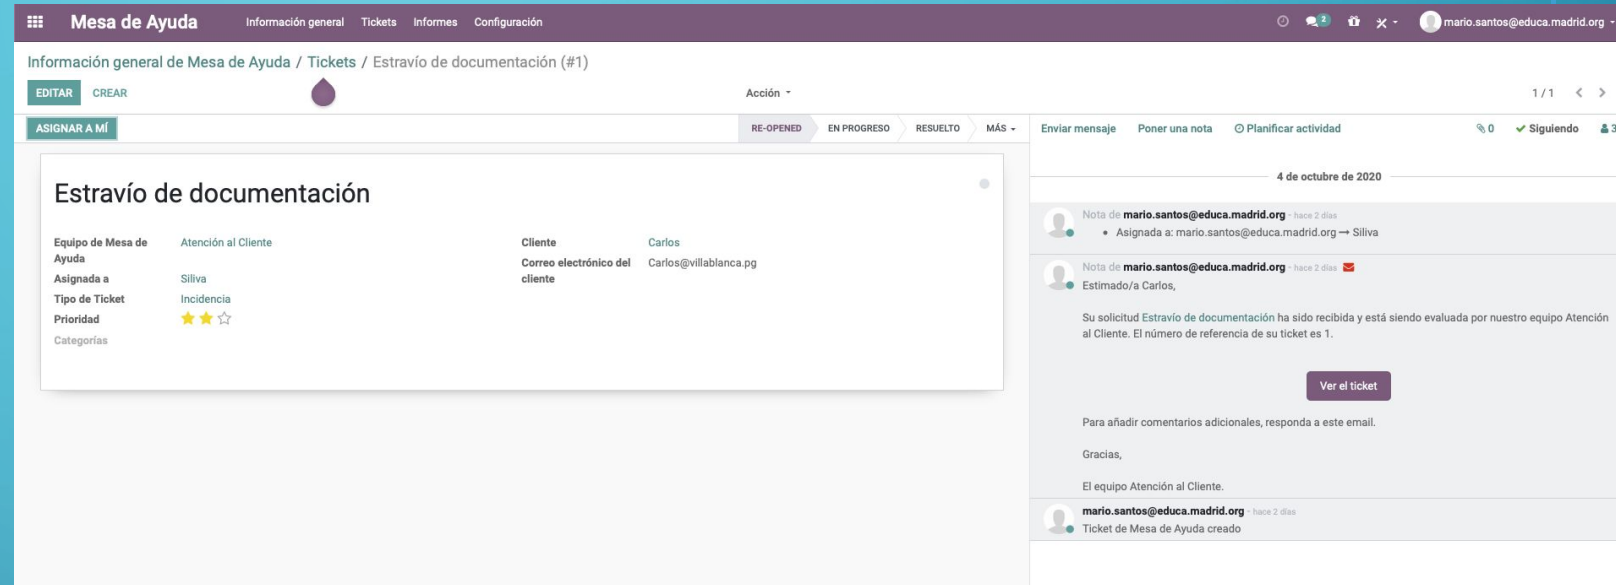 Mesa de Ayuda Información general Tickets Informes Configuración 2 mario.santos@educa.madrid.org
Información general de Mesa de Ayuda / Tickets / Estravío de documentación (#1)
EDITAR CREAR Acción 1 / 1
ASIGNAR A MÍ RE-OPENED EN PROGRESO RESUELTO MÁS
Enviar mensaje Poner una nota Planificar actividad 0 Siguiendo 3
Estravío de documentación
Equipo de Mesa de Ayuda Atención al Cliente
Asignada a Siliva
Tipo de Ticket Incidencia
Prioridad
Categorías
Cliente Carlos
Correo electrónico del cliente Carlos@villablanca.pg
4 de octubre de 2020
Nota de mario.santos@educa.madrid.org - hace 2 días
• Asignada a: mario.santos@educa.madrid.org → Siliva
Nota de mario.santos@educa.madrid.org - hace 2 días
Estimado/a Carlos,
Su solicitud Estravío de documentación ha sido recibida y está siendo evaluada por nuestro equipo Atención
al Cliente. El número de referencia de su ticket es 1.
Ver el ticket
Para añadir comentarios adicionales, responda a este email.
Gracias,
El equipo Atención al Cliente.
mario.santos@educa.madrid.org - hace 2 días
Ticket de Mesa de Ayuda creado